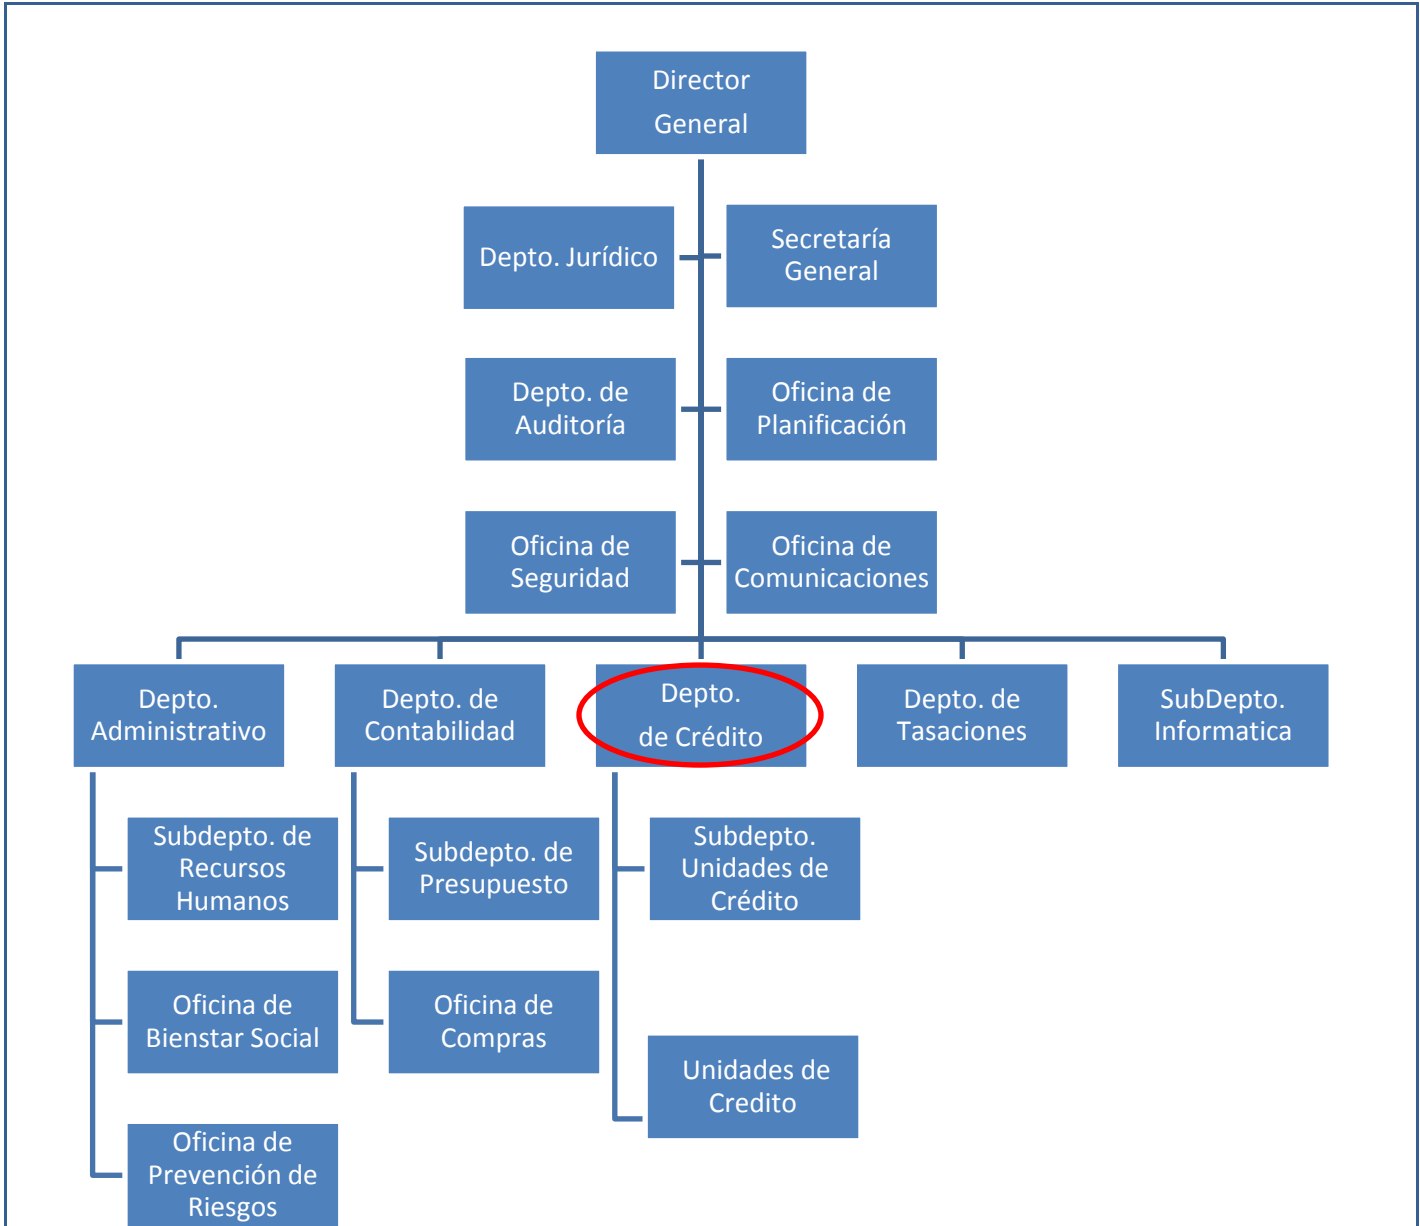 Director
General
Depto. Jurídico
Secretaría
General
Depto. de
Auditoría
Oficina de
Planificación
Oficina de
Seguridad
Oficina de
Comunicaciones
Depto.
Administrativo
Depto. de
Contabilidad
Depto.
de Crédito
Depto. de
Tasaciones
SubDepto.
Informatica
Subdepto. de
Recursos
Humanos
Subdepto. de
Presupuesto
Subdepto.
Unidades de
Crédito
Oficina de
Bienstar Social
Oficina de
Compras
Unidades de
Credito
Oficina de
Prevención de
Riesgos